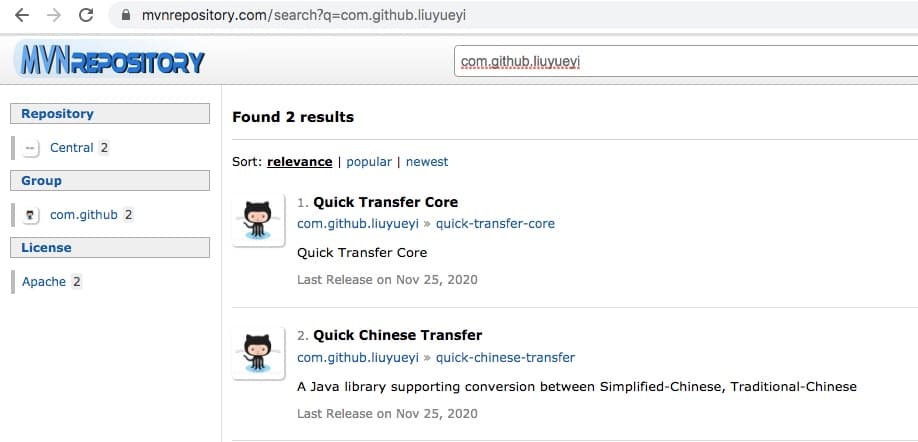 mvnrepository.com/search?q=com.github.liuyueyi
MVNREPOSITORY
com.github.liuyueyi
Repository
Central 2
Group
com.github 2
License
Apache 2
Found 2 results
Sort: relevance | popular | newest
1. Quick Transfer Core
com.github.liuyueyi » quick-transfer-core
Quick Transfer Core
Last Release on Nov 25, 2020
2. Quick Chinese Transfer
com.github.liuyueyi » quick-chinese-transfer
A Java library supporting conversion between Simplified-Chinese, Traditional-Chinese
Last Release on Nov 25, 2020